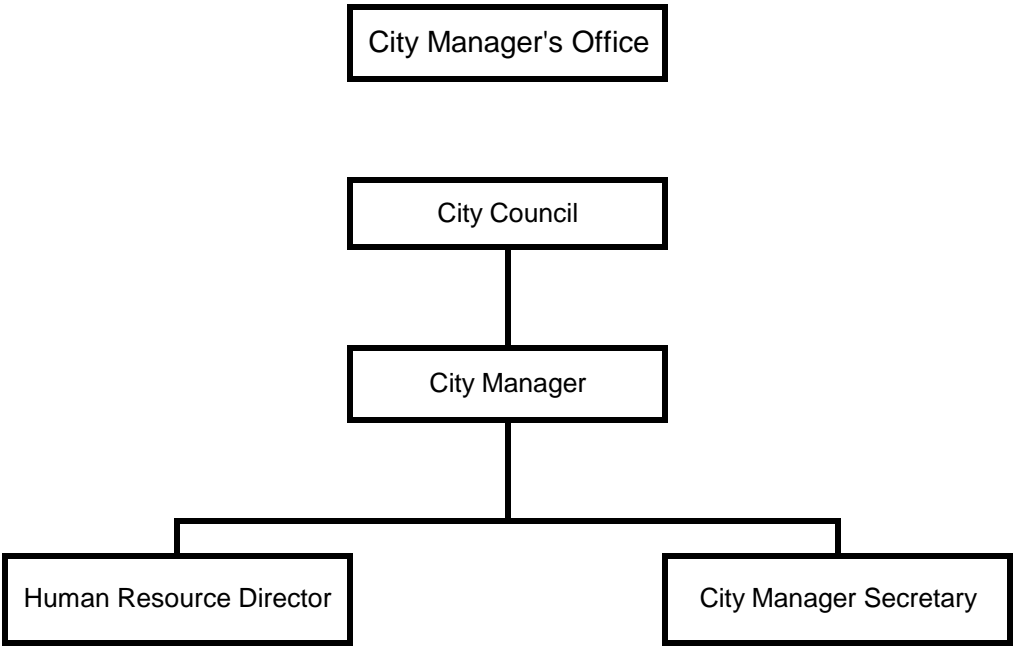 City Manager's Office
City Council
City Manager
Human Resource Director
City Manager Secretary